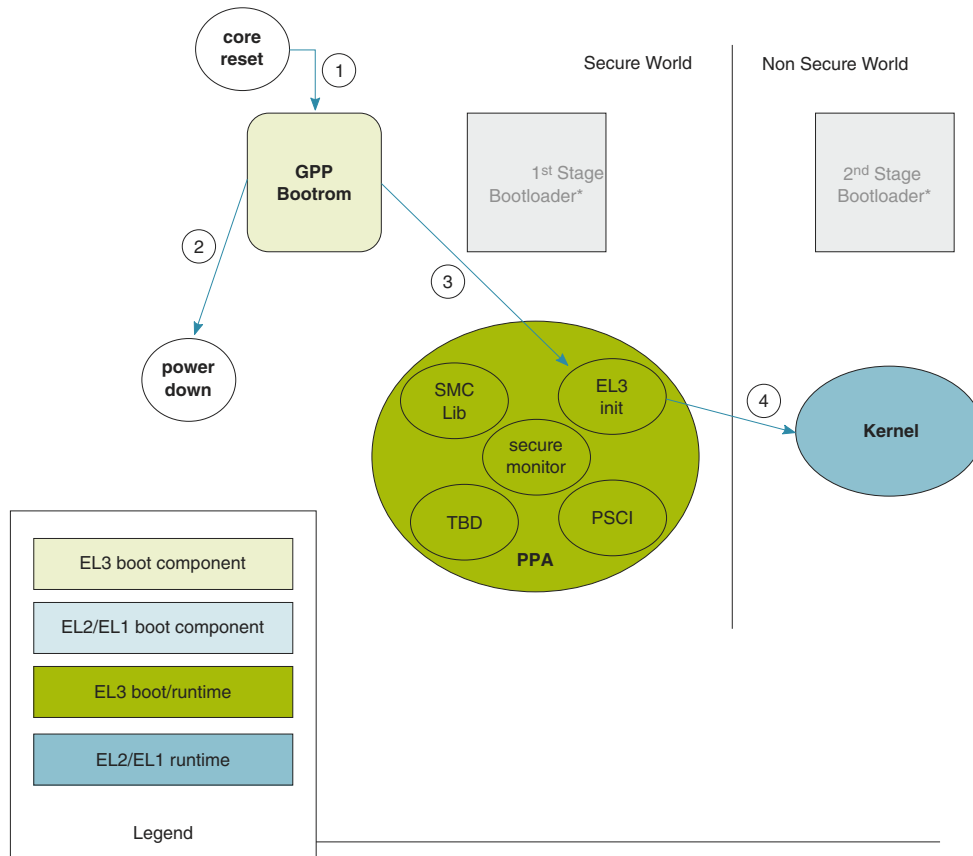 core
reset
1
Secure World
Non Secure World
GPP
Bootrom
1st Stage
Bootloader*
2nd Stage
Bootloader*
2
3
power
down
SMC
Lib
EL3
init
4
secure
monitor
Kernel
TBD
PSCI
PPA
EL3 boot component
EL2/EL1 boot component
EL3 boot/runtime
EL2/EL1 runtime
Legend